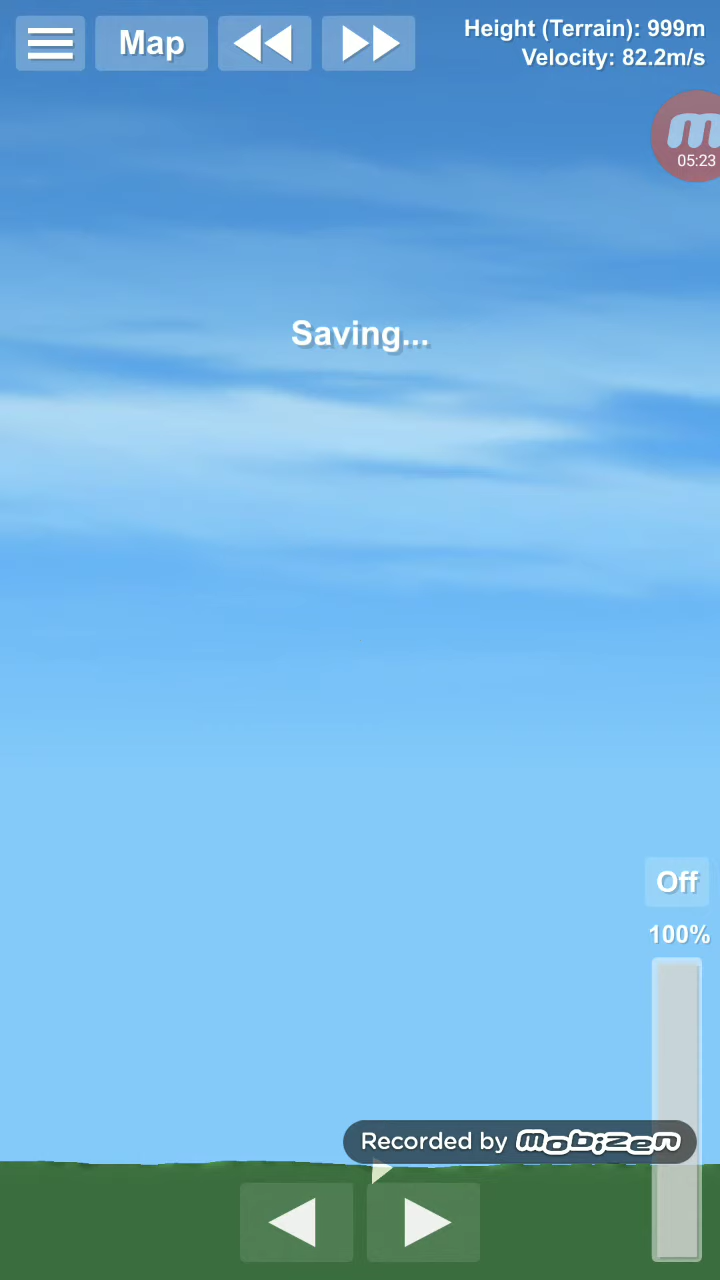 Map
Height (Terrain): 999m
Velocity: 82.2m/s
m
05:23
Saving...
Off
100%
Recorded by mobizen